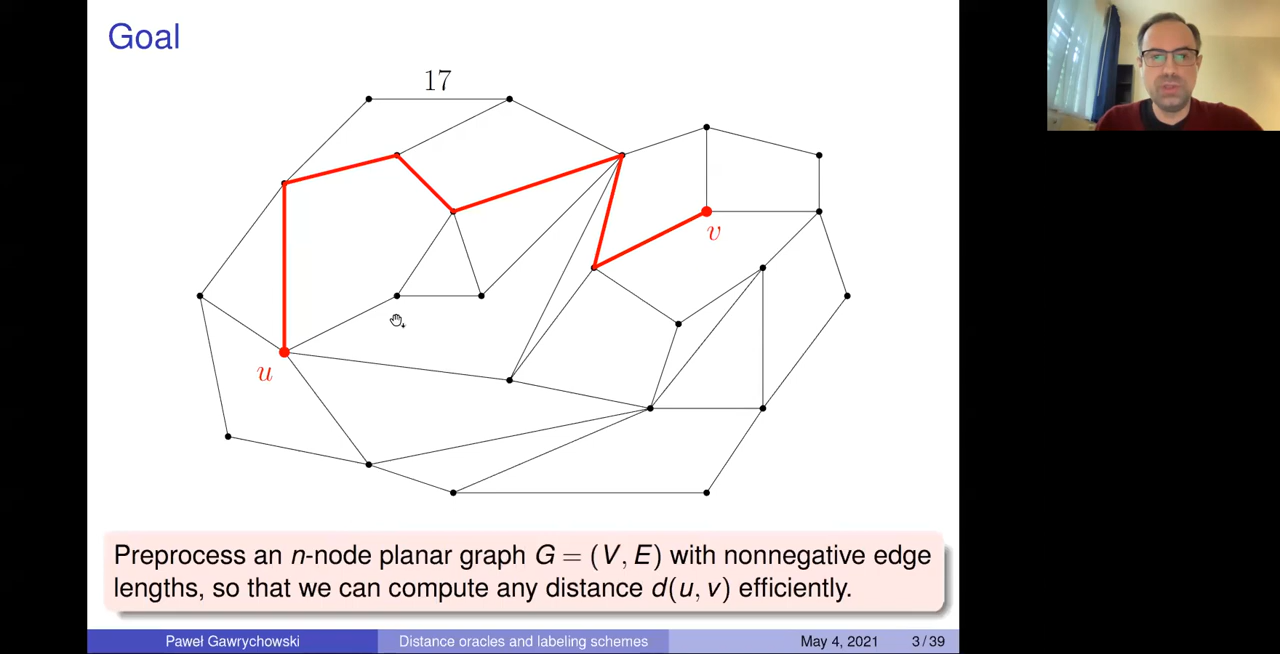 Goal
17
v
u
Preprocess an n-node planar graph G = (V, E) with nonnegative edge
lengths, so that we can compute any distance d(u, v) efficiently.
Paweł Gawrychowski
Distance oracles and labeling schemes
May 4, 2021
3 / 39